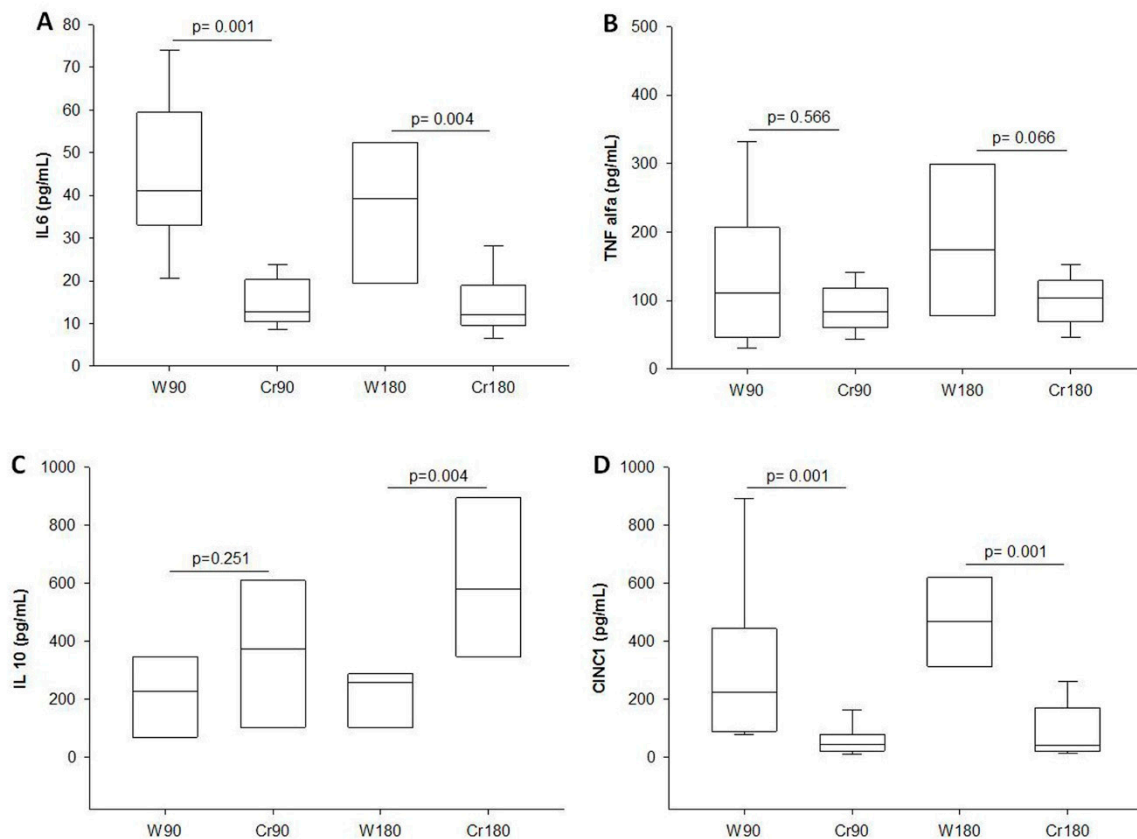 A
IL6 (pg/mL)
80
70
60
50
40
30
20
10
0
p= 0.001
p= 0.004
W90 Cr90 W180 Cr180
B
TNF alfa (pg/mL)
500
400
300
200
100
0
p= 0.566
p= 0.066
W90 Cr90 W180 Cr180
C
IL 10 (pg/mL)
1000
800
600
400
200
0
p=0.251
p=0.004
W90 Cr90 W180 Cr180
D
CINC1 (pg/mL)
1000
800
600
400
200
0
p= 0.001
p= 0.001
W90 Cr90 W180 Cr180